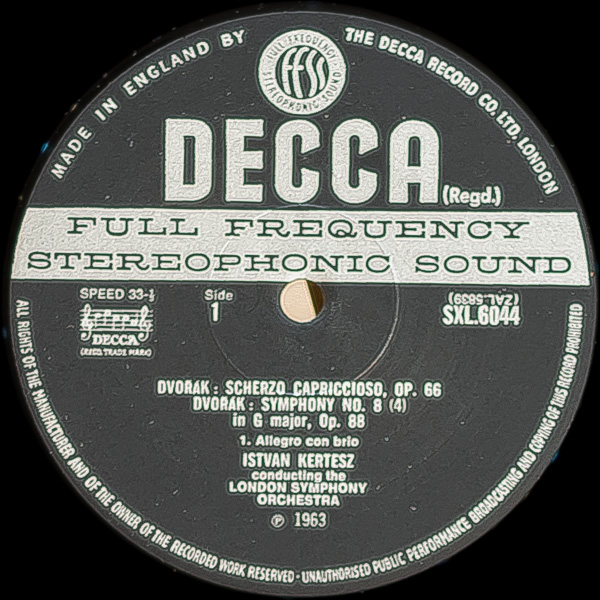 MADE IN ENGLAND BY
THE DECCA RECORD CO. LTD. LONDON
FULL FREQUENCY
ffss
STEREOPHONIC SOUND
DECCA (Regd.)
FULL FREQUENCY
STEREOPHONIC SOUND
SPEED 33-⅓
DECCA
(REGD. TRADE MARK)
Side
1
(ZAL.5839)
SXL.6044
DVOŘÁK : SCHERZO CAPRICCIOSO, OP. 66
DVOŘÁK : SYMPHONY NO. 8 (4)
in G major, Op. 88
1. Allegro con brio
ISTVAN KERTESZ
conducting the
LONDON SYMPHONY
ORCHESTRA
℗ 1963
ALL RIGHTS OF THE MANUFACTURER AND OF THE OWNER OF THE RECORDED WORK RESERVED · UNAUTHORISED PUBLIC PERFORMANCE BROADCASTING AND COPYING OF THIS RECORD PROHIBITED